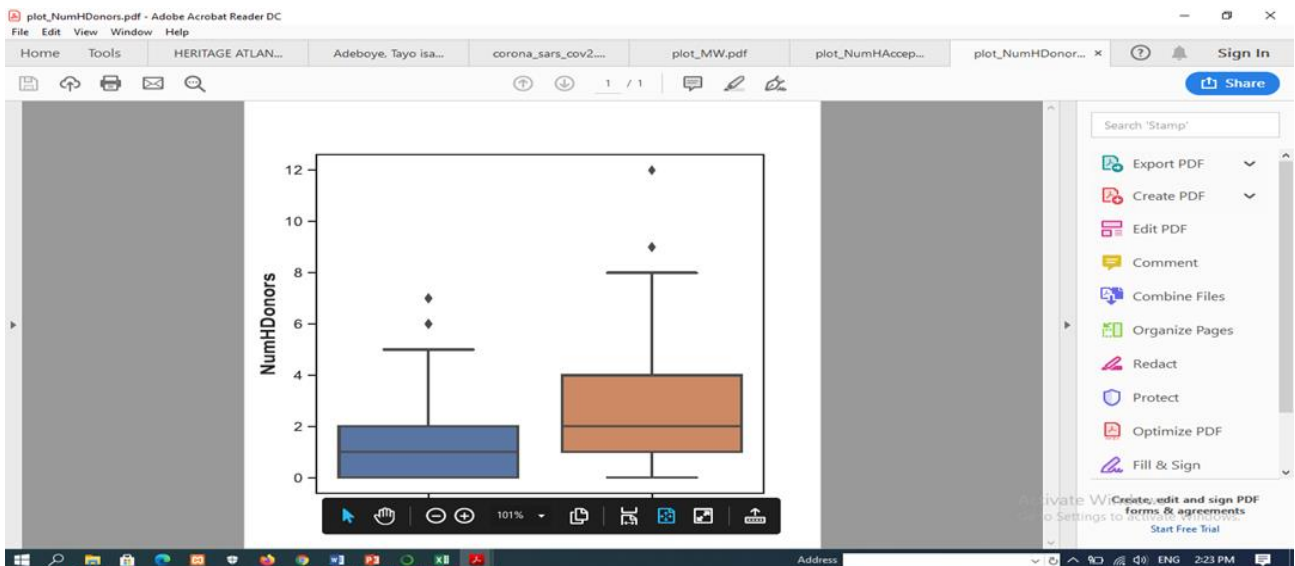 plot_NumHDonors.pdf - Adobe Acrobat Reader DC
File Edit View Window Help
Home Tools HERITAGE ATLAN... Adeboye, Tayo isa... corona_sars_cov2.... plot_MW.pdf plot_NumHAccep... plot_NumHDonor... × Sign In
1 / 1 Share
Search 'Stamp'
Export PDF
Create PDF
Edit PDF
Comment
Combine Files
Organize Pages
Redact
Protect
Optimize PDF
Fill & Sign
Create, edit and sign PDF
forms & agreements
Start Free Trial
12
10
8
6
4
2
0
NumHDonors
101%
Address ENG 2:23 PM